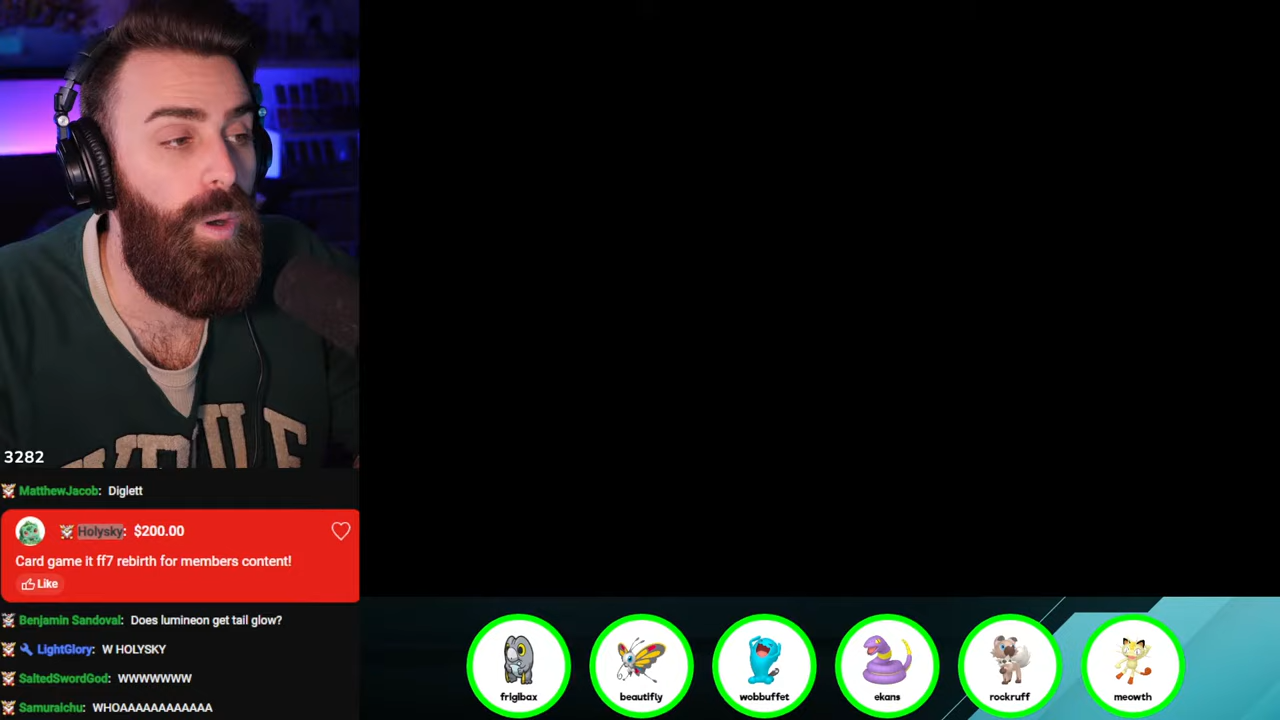 3282
MatthewJacob: Diglett
Holysky: $200.00
Card game it ff7 rebirth for members content!
Like
Benjamin Sandoval: Does lumineon get tail glow?
LightGlory: W HOLYSKY
SaltedSwordGod: WWWWWWW
Samuraichu: WHOAAAAAAAAAAAA
frigibax
beautifly
wobbuffet
ekans
rockruff
meowth